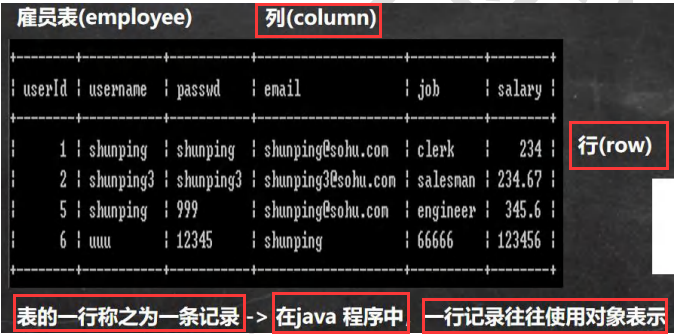 雇员表(employee) 列(column)
+--------+-----------+-----------+--------------------+----------+--------+
| userId | username | passwd | email | job | salary |
+--------+-----------+-----------+--------------------+----------+--------+
| 1 | shunping | shunping | shunping@sohu.com | clerk | 234 |
| 2 | shunping3 | shunping3 | shunping3@sohu.com | salesman | 234.67 |
行(row)
| 5 | shunping | 999 | shunping@sohu.com | engineer | 345.6 |
| 6 | uuu | 12345 | shunping | 66666 | 123456 |
+--------+-----------+-----------+--------------------+----------+--------+
表的一行称之为一条记录 -> 在java 程序中, 一行记录往往使用对象表示